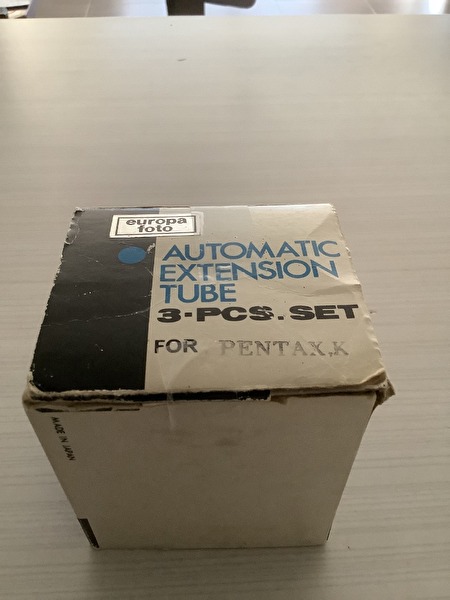 europa
foto
AUTOMATIC
EXTENSION
TUBE
3-PCS. SET
FOR PENTAX,K
MADE IN JAPAN